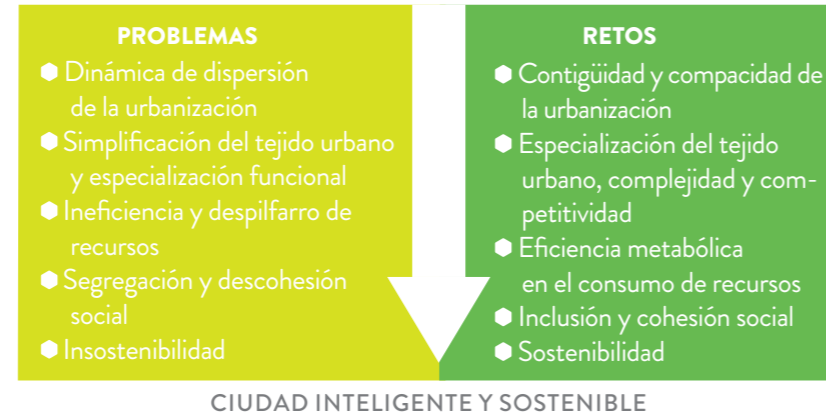 PROBLEMAS
Dinámica de dispersión
de la urbanización
Simplificación del tejido urbano
y especialización funcional
Ineficiencia y despilfarro de
recursos
Segregación y descohesión
social
Insostenibilidad
RETOS
Contigüidad y compacidad de
la urbanización
Especialización del tejido
urbano, complejidad y com-
petitividad
Eficiencia metabólica
en el consumo de recursos
Inclusión y cohesión social
Sostenibilidad
CIUDAD INTELIGENTE Y SOSTENIBLE